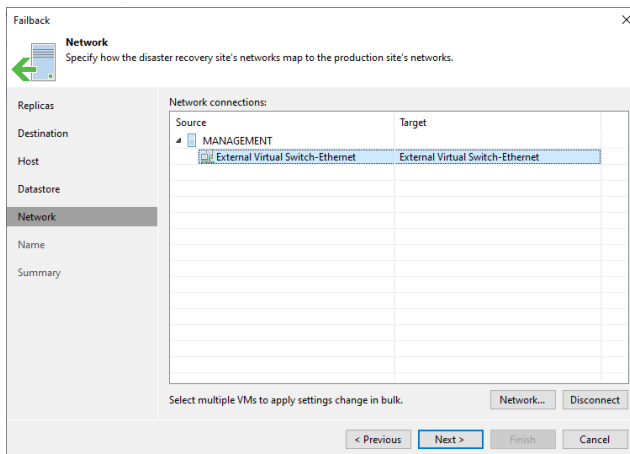 Failback
Network
Specify how the disaster recovery site's networks map to the production site's networks.
Replicas
Destination
Host
Datastore
Network
Name
Summary
Network connections:
Source Target
MANAGEMENT
External Virtual Switch-Ethernet External Virtual Switch-Ethernet
Select multiple VMs to apply settings change in bulk.
Network... Disconnect
< Previous Next > Finish Cancel